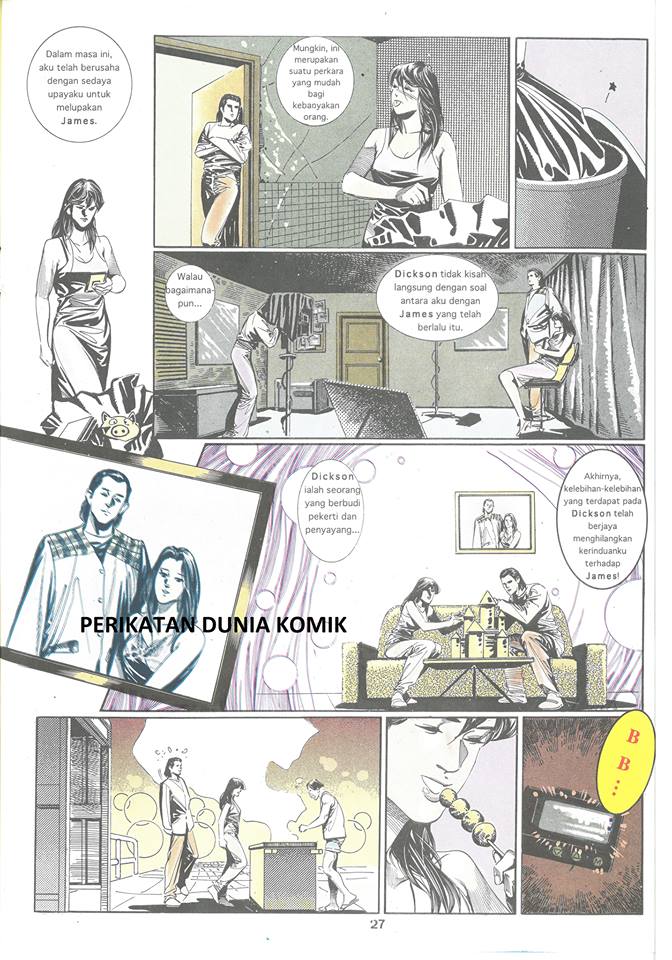 Dalam masa ini,
aku telah berusaha
dengan sedaya
upayaku untuk
melupakan
James.
Mungkin, ini
merupakan
suatu perkara
yang mudah
bagi
kebaoyakan
orang.
Walau
bagaimana
pun...
Dickson tidak kisah
langsung dengan soal
antara aku dengan
James yang telah
berlalu itu.
Dickson
ialah seorang
yang berbudi
pekerti dan
penyayang...
Akhirnya,
kelebihan-kelebihan
yang terdapat pada
Dickson telah
berjaya
menghilangkan
kerinduanku
terhadap
James!
PERIKATAN DUNIA KOMIK
B
B
...
27